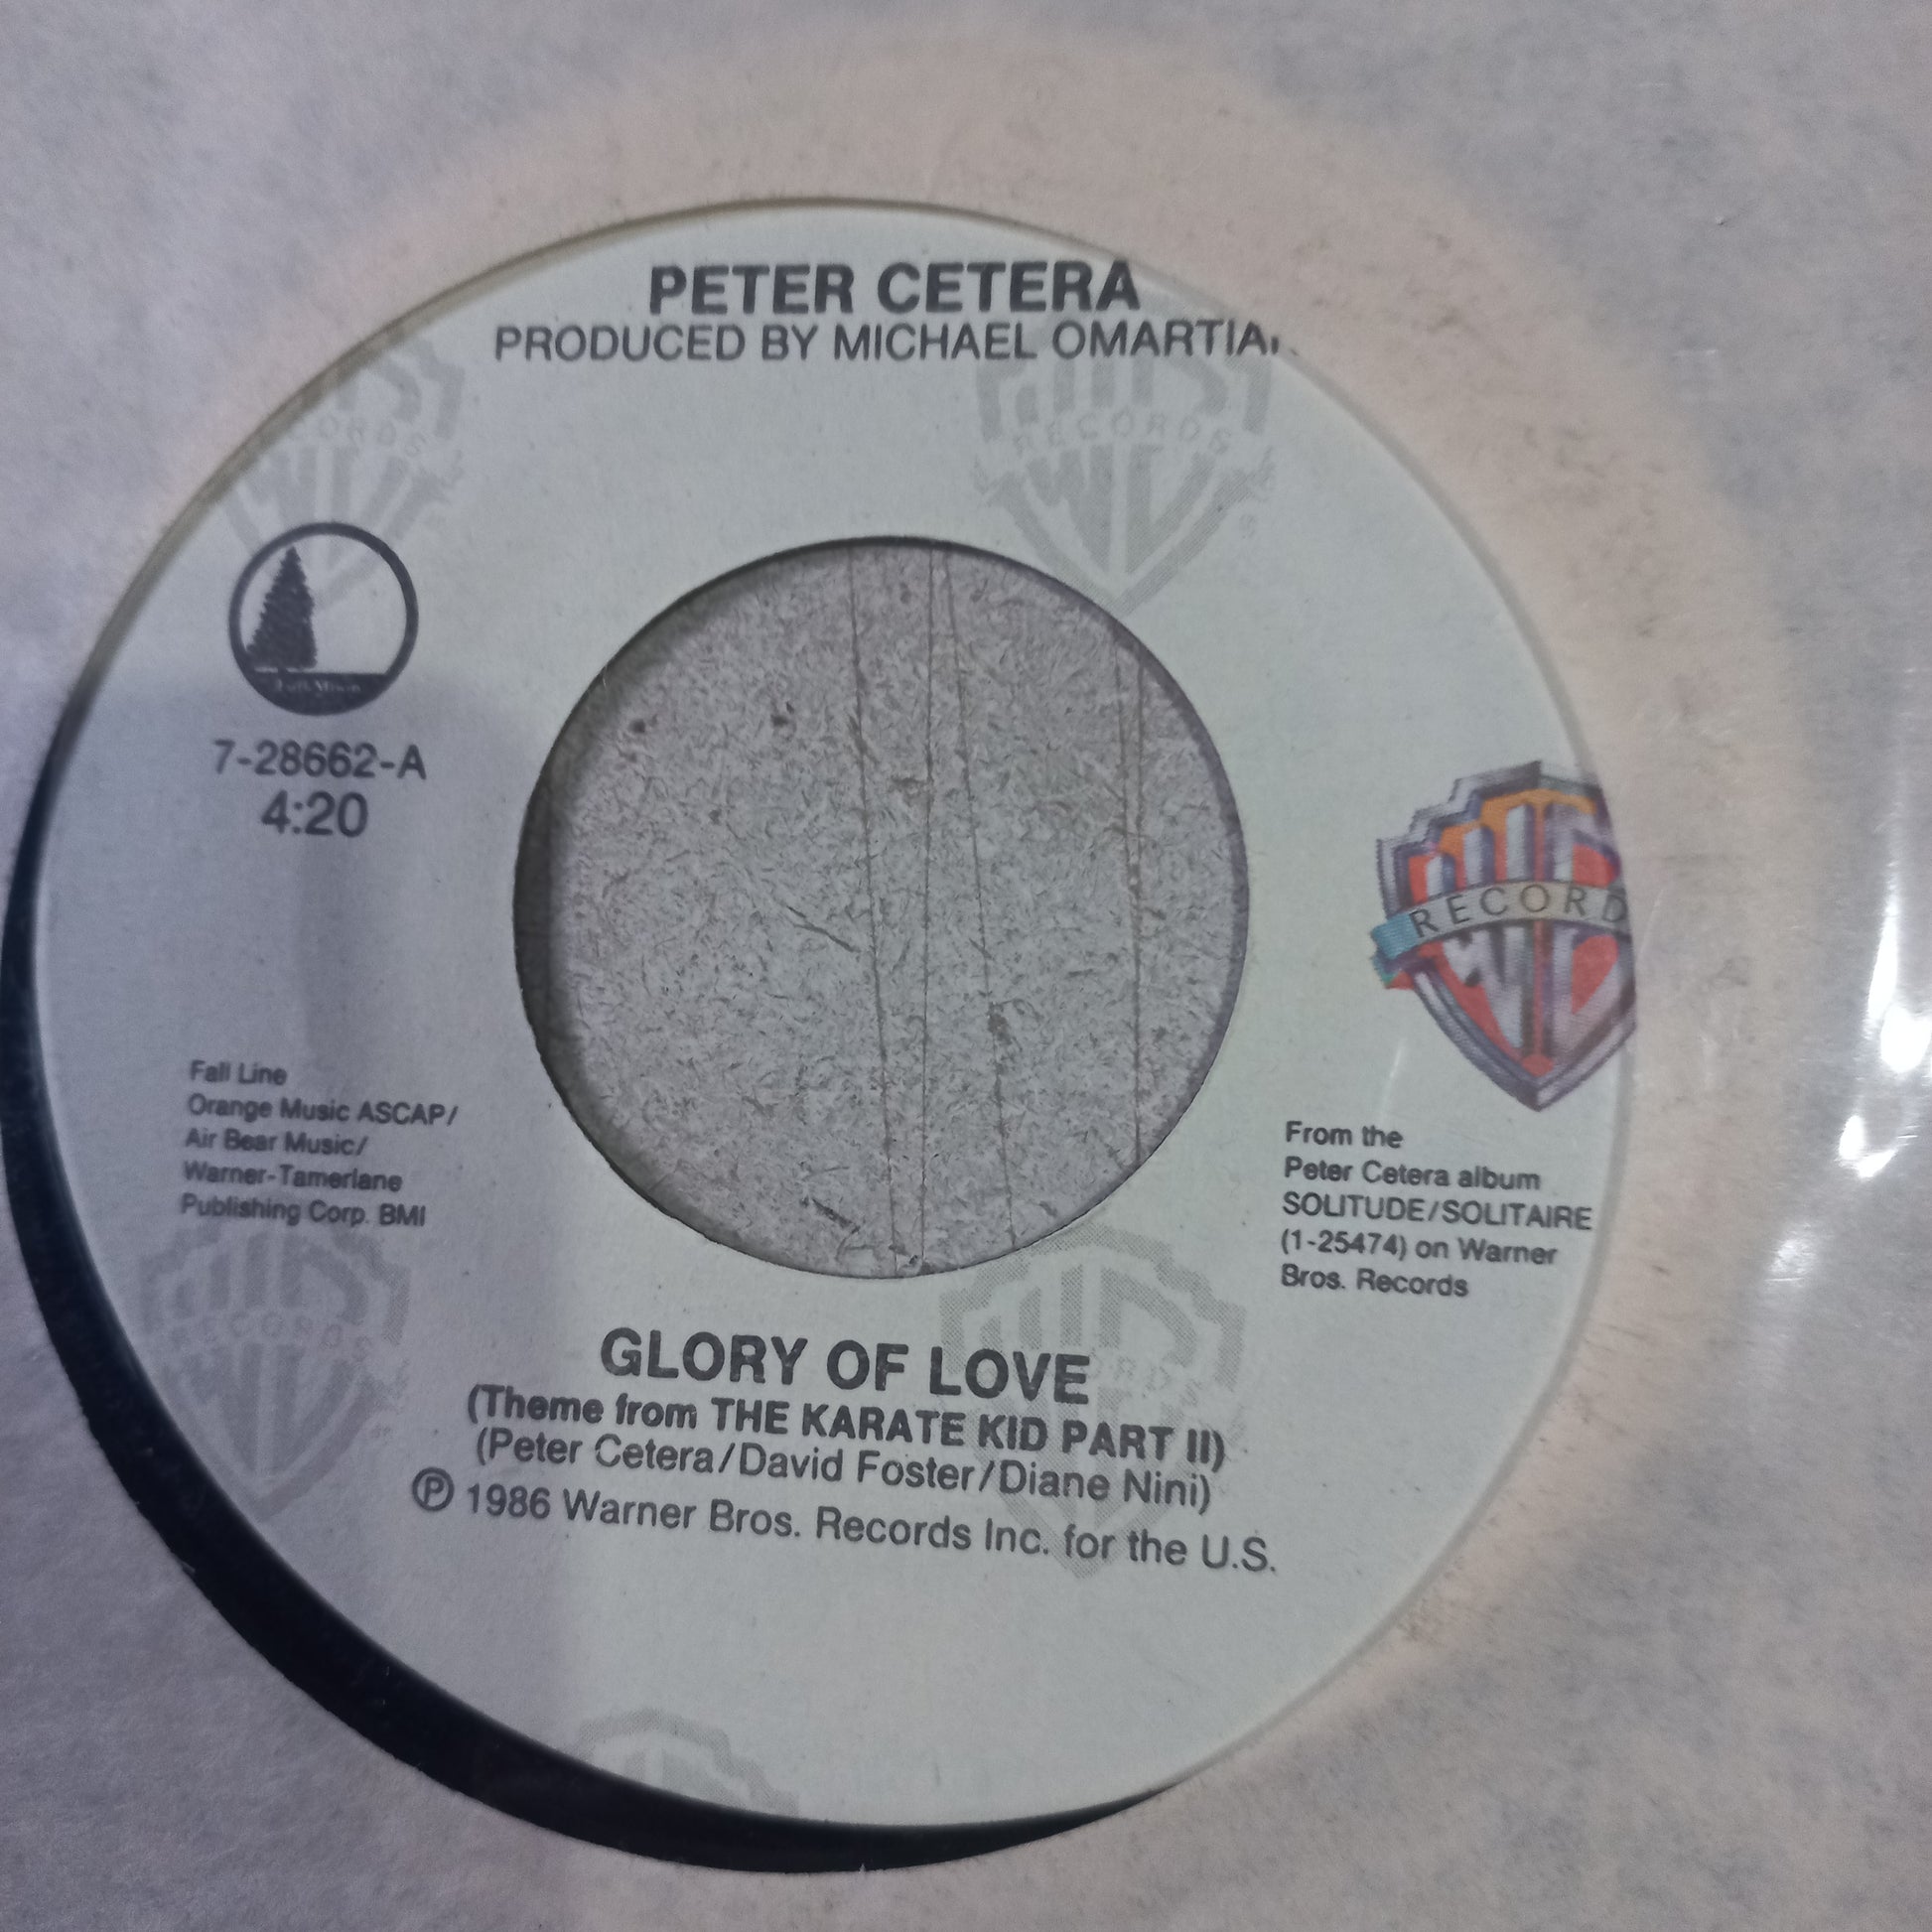 PETER CETERA
PRODUCED BY MICHAEL OMARTIA
7-28662-A
4:20
RECORD
Fall Line
Orange Music ASCAP/
Air Bear Music/
Warner-Tamerlane
Publishing Corp. BMI
From the
Peter Cetera album
SOLITUDE/SOLITAIRE
(1-25474) on Warner
Bros. Records
GLORY OF LOVE
(Theme from THE KARATE KID PART II)
(Peter Cetera/David Foster/Diane Nini)
℗ 1986 Warner Bros. Records Inc. for the U.S.